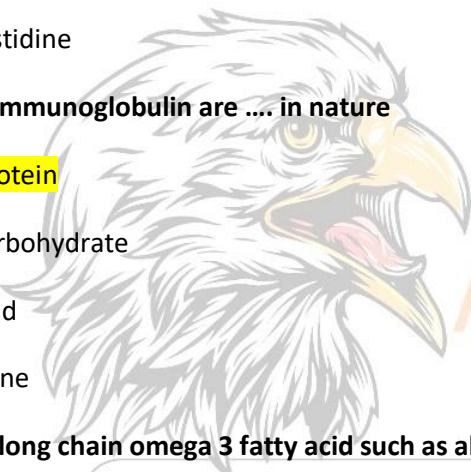 stidine
mmunoglobulin are .... in nature
otein
rbohydrate
d
ne
long chain omega 3 fatty acid such as al